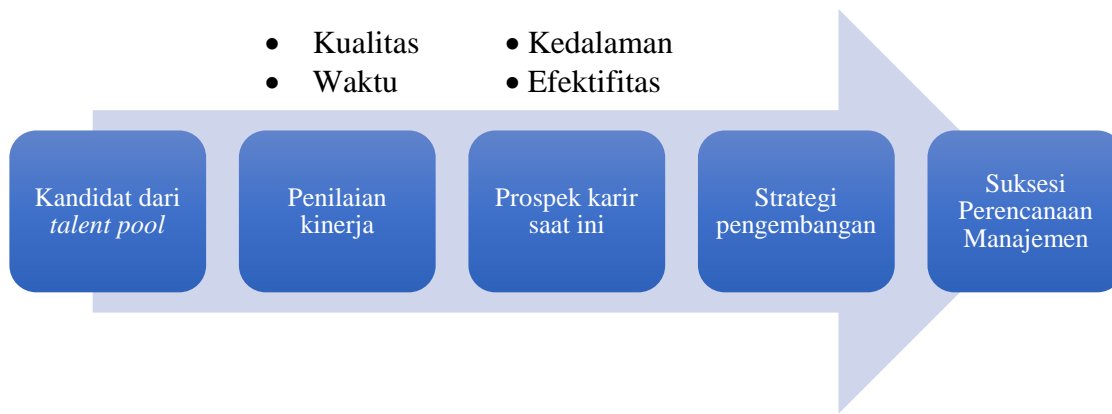 • Kualitas • Kedalaman
• Waktu • Efektifitas
Kandidat dari
talent pool
Penilaian
kinerja
Prospek karir
saat ini
Strategi
pengembangan
Suksesi
Perencanaan
Manajemen